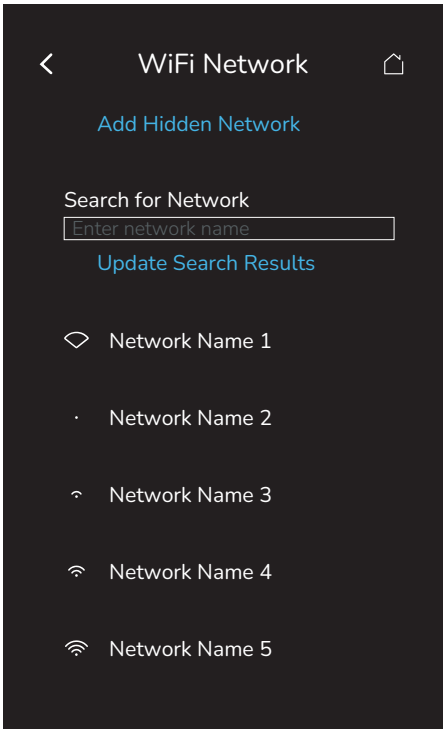 WiFi Network
Add Hidden Network
Search for Network
Enter network name
Update Search Results
Network Name 1
Network Name 2
Network Name 3
Network Name 4
Network Name 5